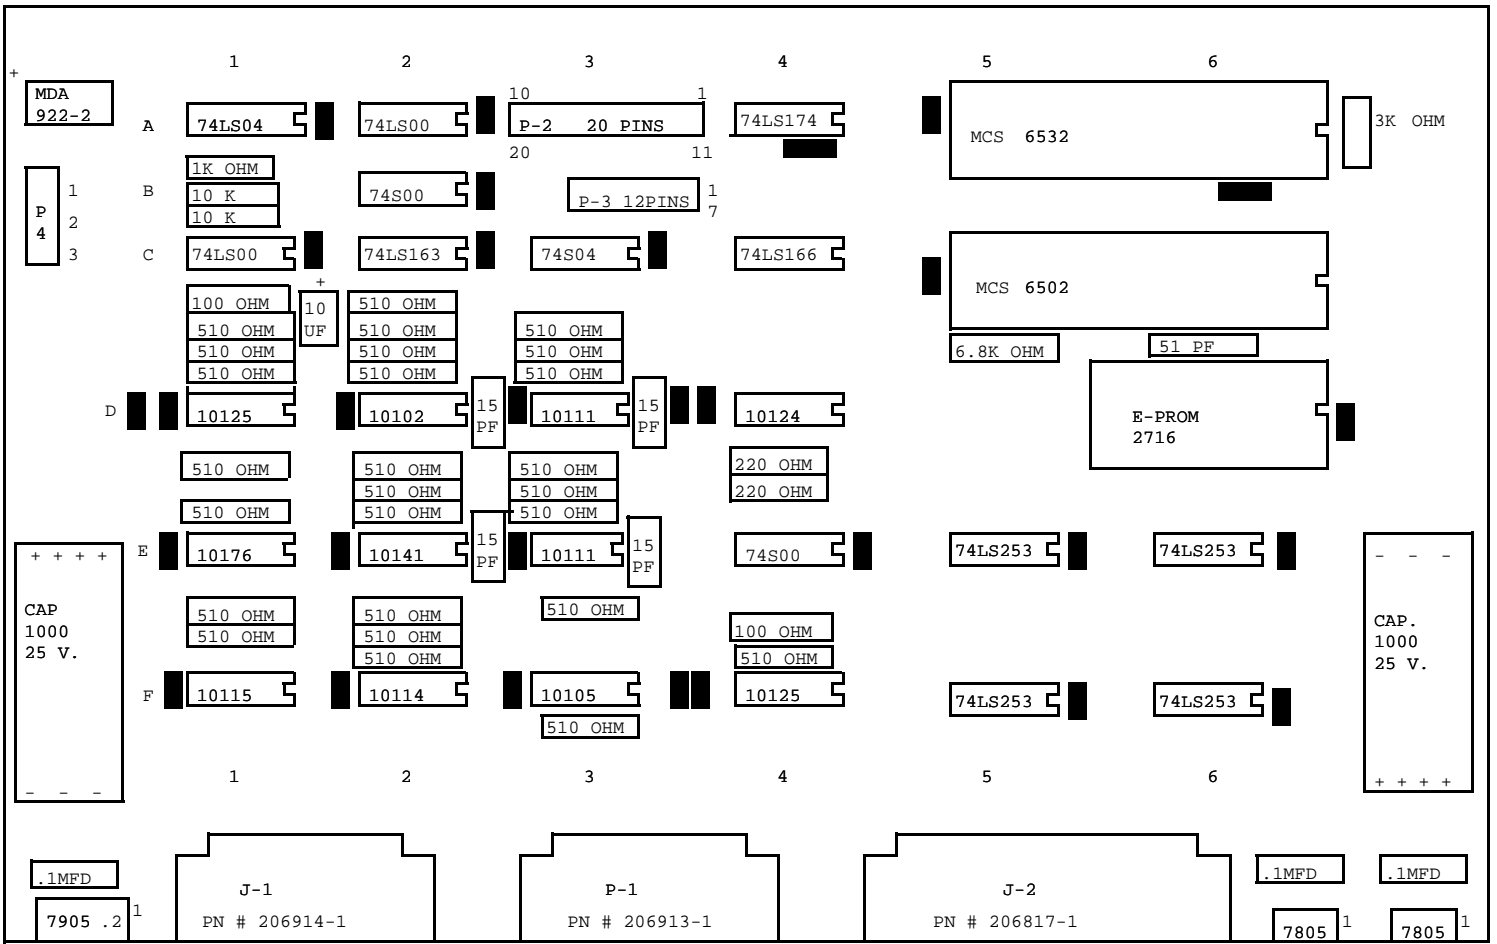 1 2 3 4 5 6
+
MDA
922-2
10 1
A 74LS04 74LS00 P-2 20 PINS 74LS174 MCS 6532 3K OHM
20 11
1K OHM
B 10 K 74S00 P-3 12PINS 1
10 K 7
P
4
1
2
3
C 74LS00 74LS163 74S04 74LS166
MCS 6502
+
10
UF
100 OHM 510 OHM
510 OHM 510 OHM 510 OHM
510 OHM 510 OHM 510 OHM
510 OHM 510 OHM 510 OHM
6.8K OHM 51 PF
D 10125 10102 15 10111 15 10124
PF PF
E-PROM
2716
510 OHM 510 OHM 510 OHM 220 OHM
510 OHM 510 OHM 220 OHM
510 OHM 510 OHM 510 OHM
E 10176 10141 15 10111 15 74S00 74LS253 74LS253
PF PF
+ + + +
CAP
1000
25 V.
- - -
- - -
CAP.
1000
25 V.
+ + + +
510 OHM 510 OHM 510 OHM
510 OHM 510 OHM 100 OHM
510 OHM 510 OHM
F 10115 10114 10105 10125 74LS253 74LS253
510 OHM
1 2 3 4 5 6
.1MFD .1MFD .1MFD
J-1 P-1 J-2
7905 .2 1 PN # 206914-1 PN # 206913-1 PN # 206817-1 7805 1 7805 1